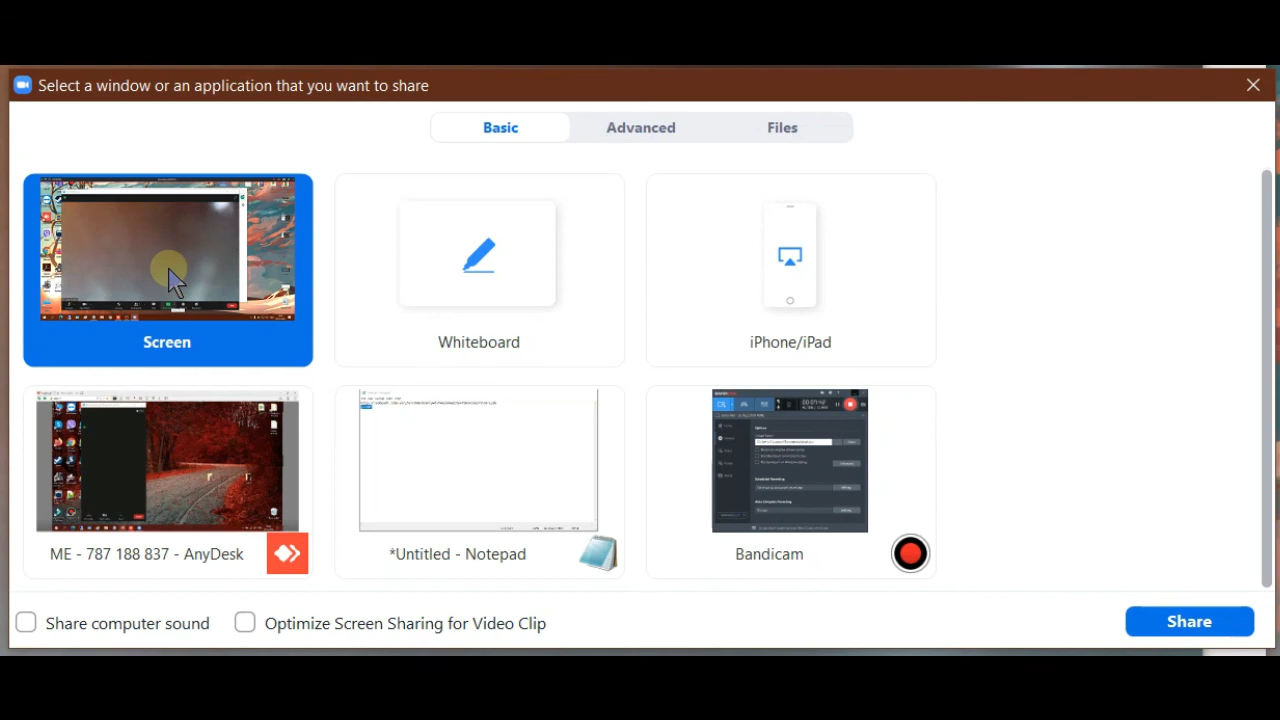 Select a window or an application that you want to share
Basic
Advanced
Files
Screen
Whiteboard
iPhone/iPad
ME - 787 188 837 - AnyDesk
*Untitled - Notepad
Bandicam
Share computer sound
Optimize Screen Sharing for Video Clip
Share